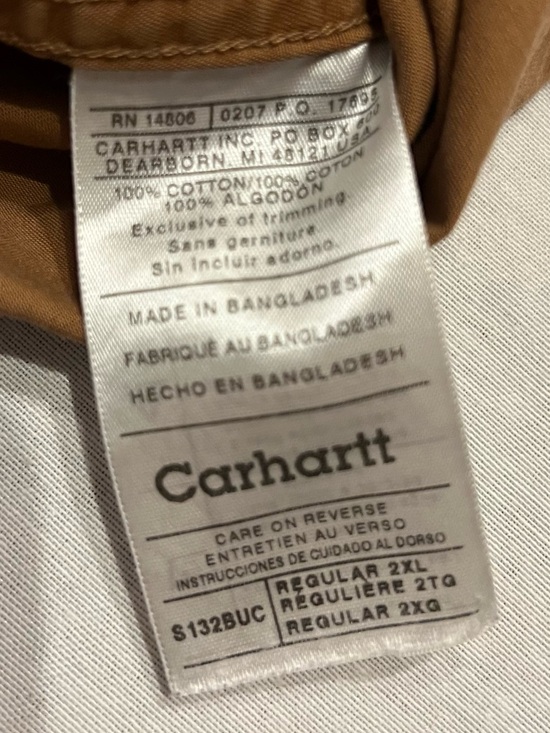 RN 14806 0207 P.O.
CARHARTT INC. PO BOX 600
DEARBORN, MI 48121 USA
100% COTTON/100% COTON
100% ALGODÓN
Exclusive of trimming.
Sans garniture.
Sin incluir adorno.
MADE IN BANGLADESH
FABRIQUÉ AU BANGLADESH
HECHO EN BANGLADESH
Carhartt
CARE ON REVERSE
ENTRETIEN AU VERSO
INSTRUCCIONES DE CUIDADO AL DORSO
S132BUC
REGULAR 2XL
RÉGULIÈRE 2TG
REGULAR 2XG